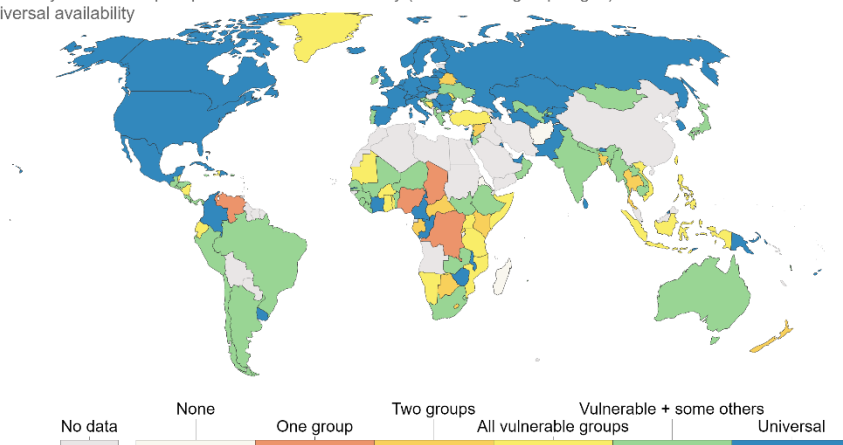 iversal availability
None
Two groups
Vulnerable + some others
No data
One group
All vulnerable groups
Universal